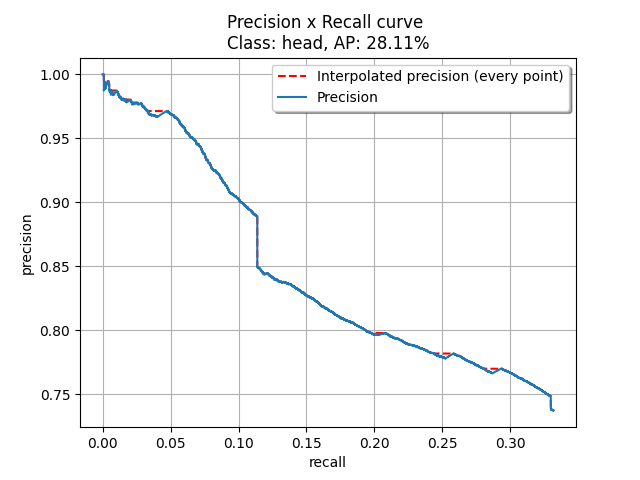 Precision x Recall curve
Class: head, AP: 28.11%
Interpolated precision (every point)
Precision
1.00
0.95
0.90
0.85
0.80
0.75
precision
0.00 0.05 0.10 0.15 0.20 0.25 0.30
recall